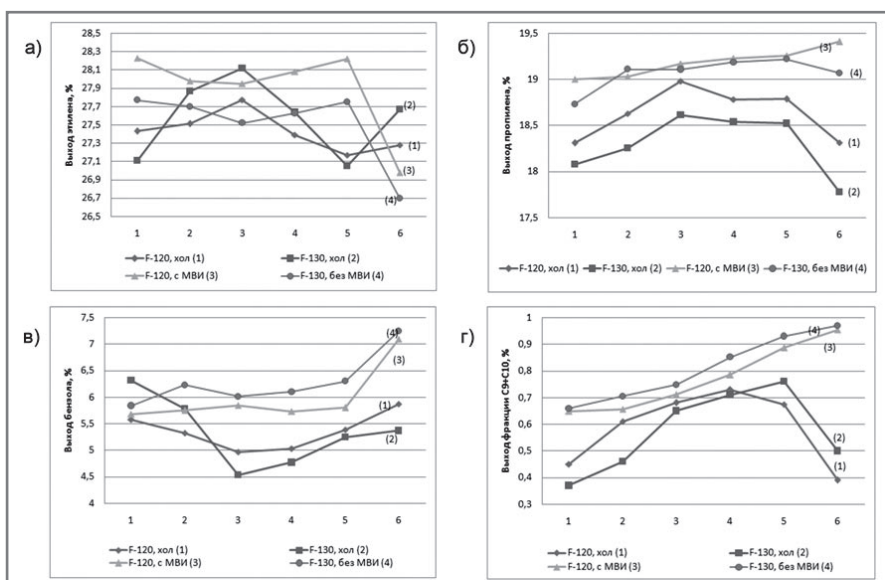 а)
Выход этилена, %
28,5
28,3
28,1
27,9
27,7
27,5
27,3
27,1
26,9
26,7
26,5
(2)
(1)
(3)
(4)
1 2 3 4 5 6
F-120, хол (1) F-130, хол (2)
F-120, с МВИ (3) F-130, без МВИ (4)
б)
Выход пропилена, %
19,5
19
18,5
18
17,5
(3)
(4)
(1)
(2)
1 2 3 4 5 6
F-120, хол (1) F-130, хол (2) F-120, с МВИ (3) F-130, без МВИ (4)
в)
Выход бензола, %
7,5
7
6,5
6
5,5
5
4,5
4
(4)
(3)
(1)
(2)
1 2 3 4 5 6
F-120, хол (1) F-130, хол (2)
F-120, с МВИ (3) F-130, без МВИ (4)
г)
Выход фракции С9+С10, %
1
0,9
0,8
0,7
0,6
0,5
0,4
0,3
(4)
(3)
(2)
(1)
1 2 3 4 5 6
F-120, хол (1) F-130, хол (2)
F-120, с МВИ (3) F-130, без МВИ (4)